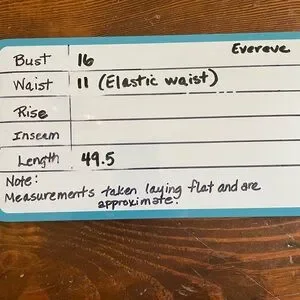 Evereve
Bust 16
Waist 11 (Elastic waist)
Rise
Inseam
Length 49.5
Note:
Measurements taken laying flat and are
approximate.